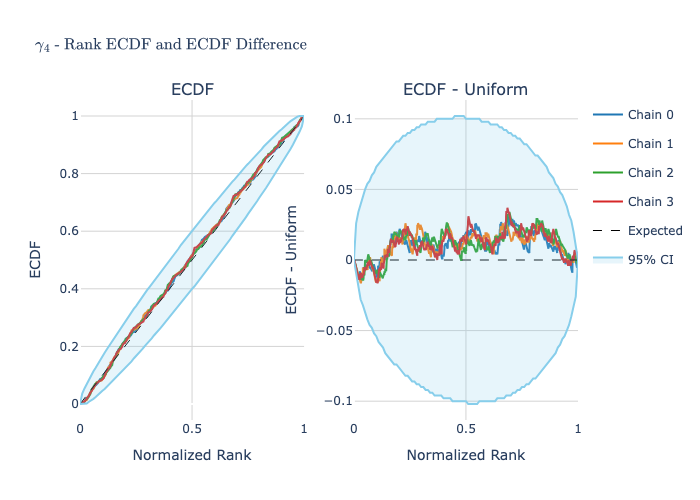 γ₄ - Rank ECDF and ECDF Difference
ECDF
ECDF - Uniform
1
0.8
0.6
0.4
0.2
0
0
0.5
1
ECDF
Normalized Rank
0.1
0.05
0
−0.05
−0.1
0
0.5
1
ECDF - Uniform
Normalized Rank
Chain 0
Chain 1
Chain 2
Chain 3
Expected
95% CI